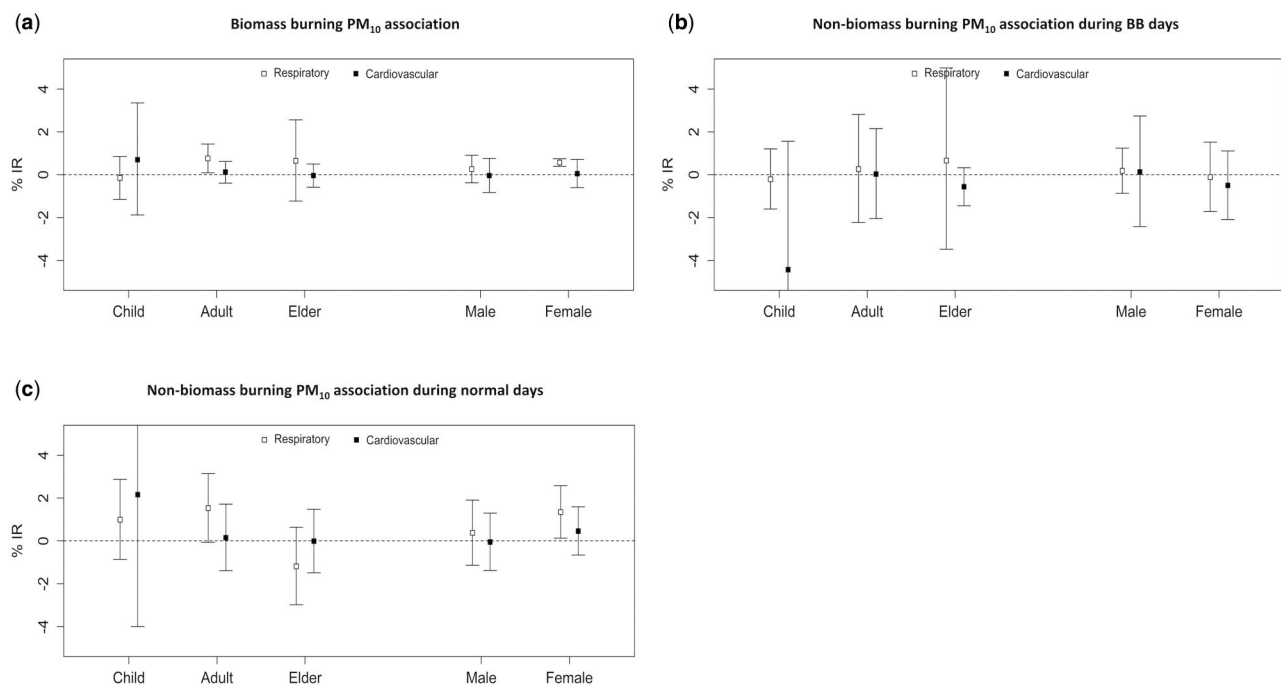 (a)
Biomass burning PM₁₀ association
Respiratory Cardiovascular
% IR
4
2
0
-2
-4
Child Adult Elder Male Female
(b)
Non-biomass burning PM₁₀ association during BB days
Respiratory Cardiovascular
% IR
4
2
0
-2
-4
Child Adult Elder Male Female
(c)
Non-biomass burning PM₁₀ association during normal days
Respiratory Cardiovascular
% IR
4
2
0
-2
-4
Child Adult Elder Male Female